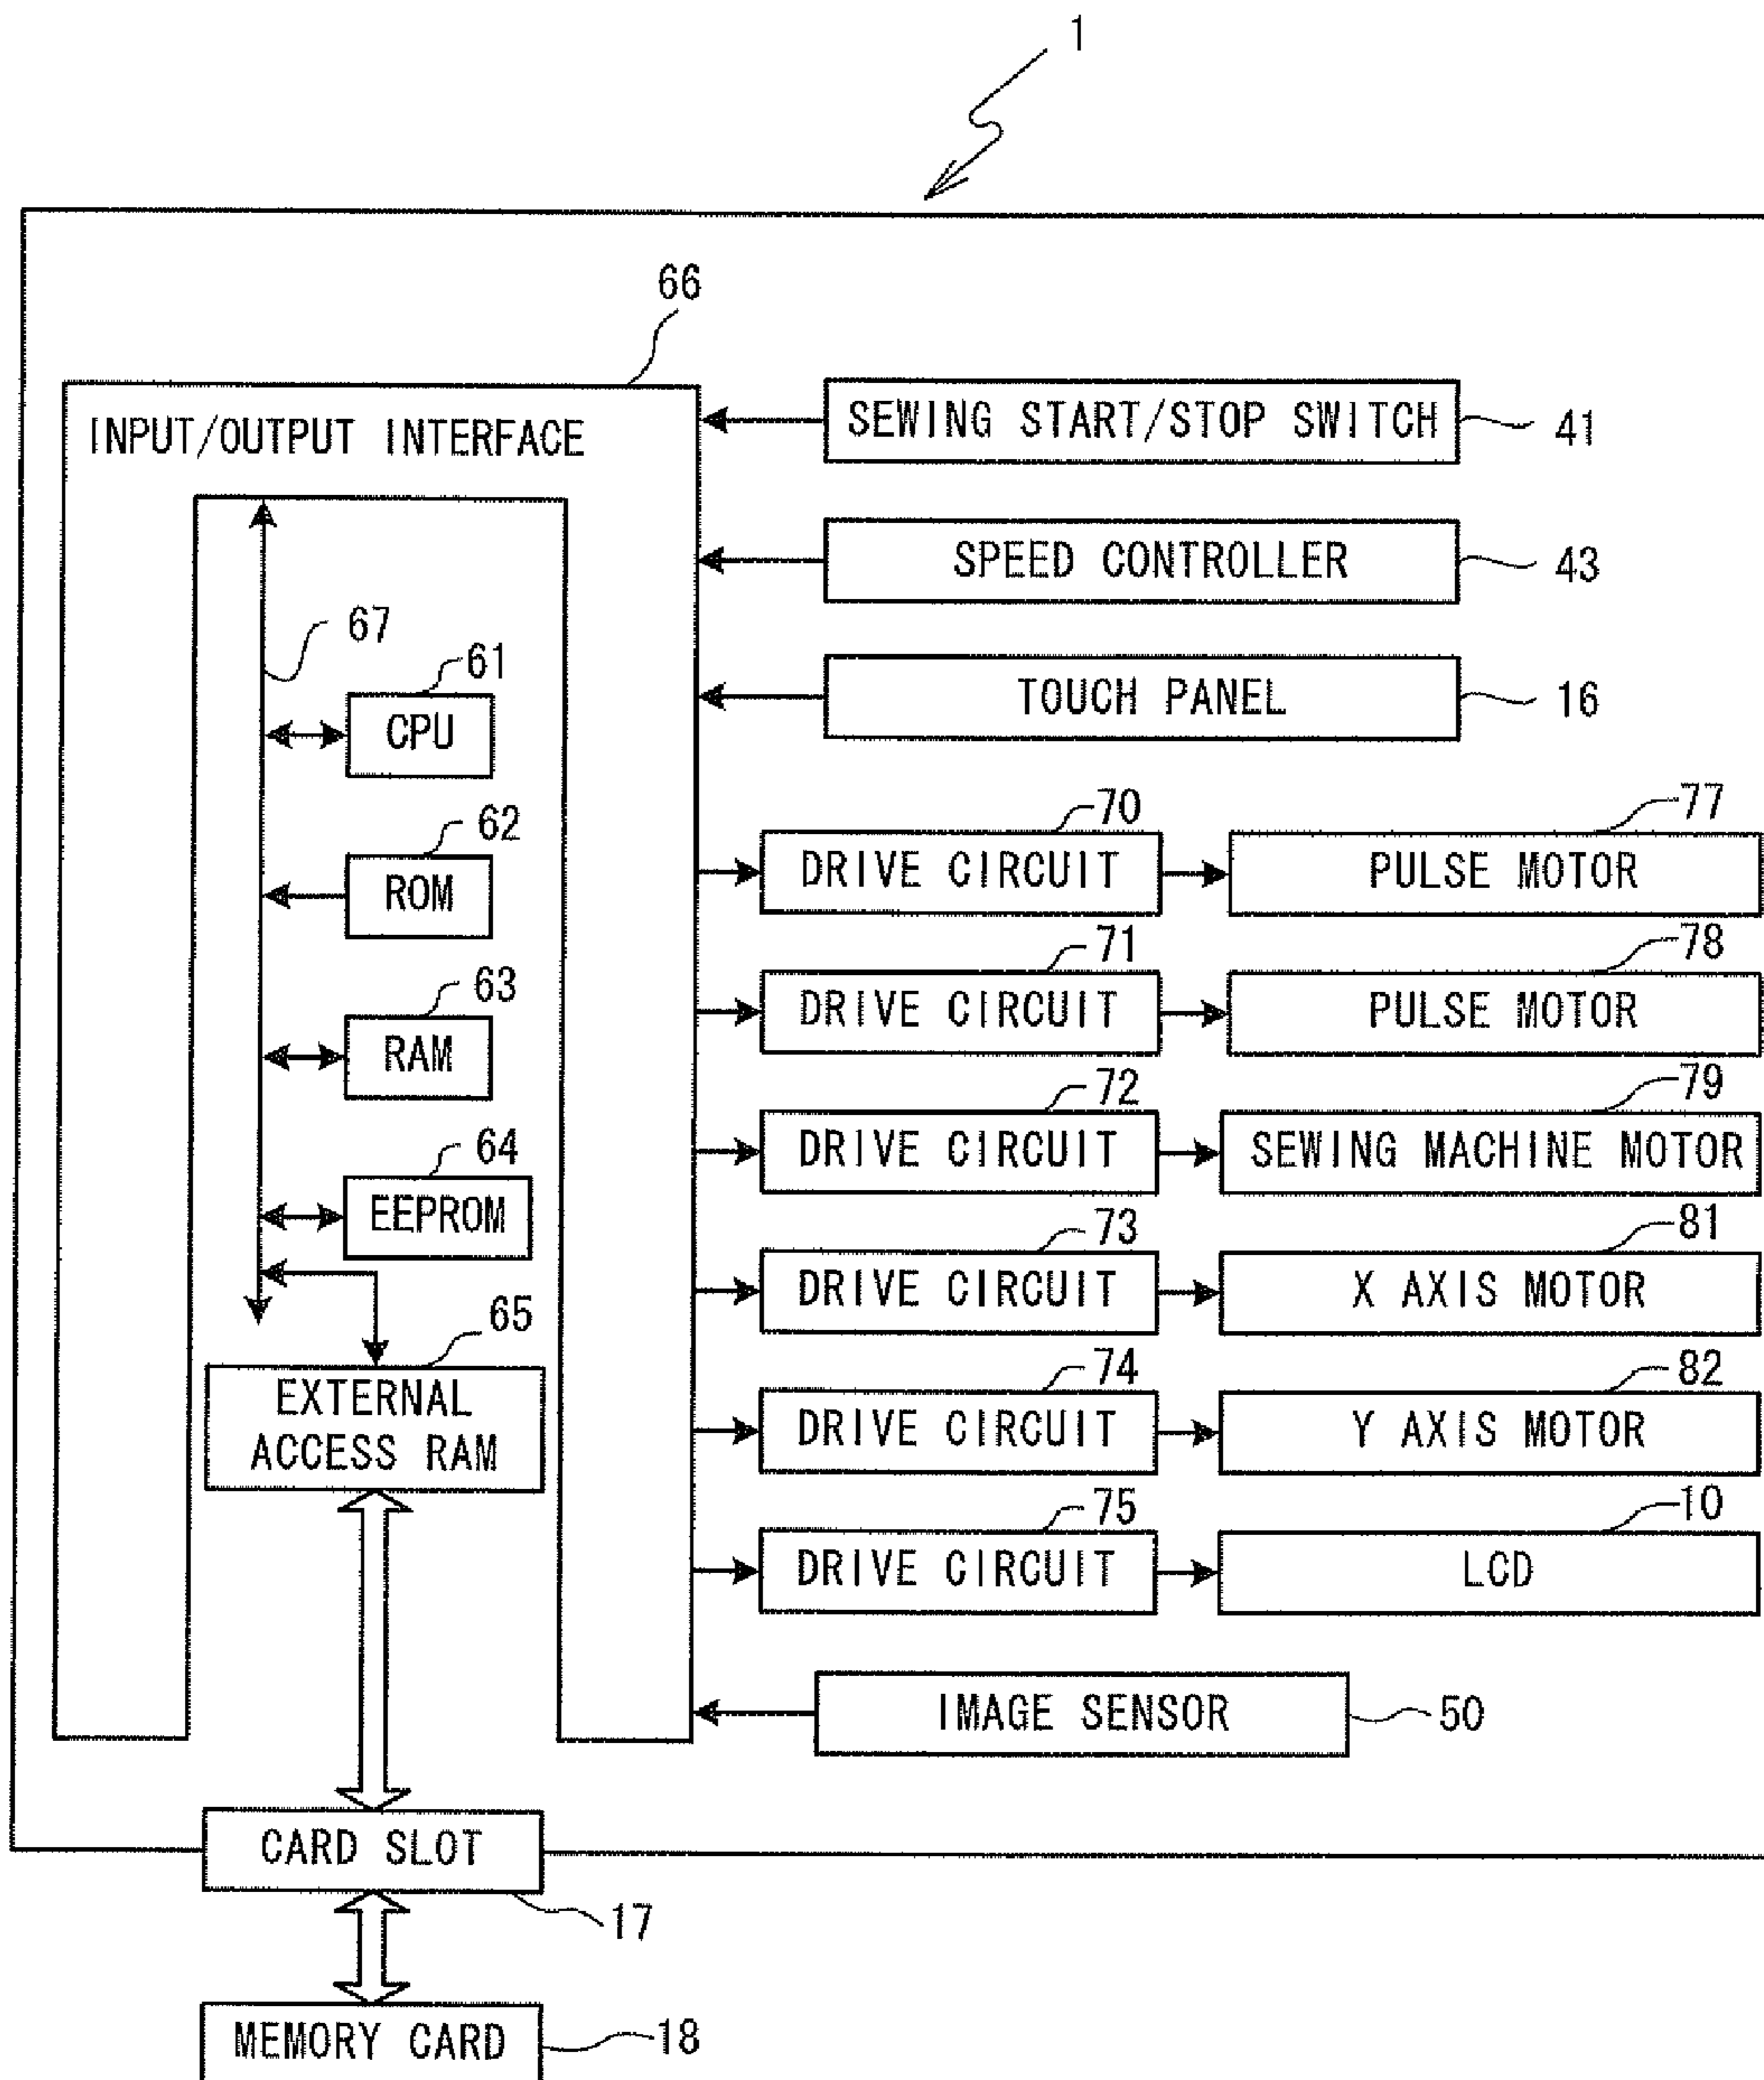 1
66
INPUT/OUTPUT INTERFACE
SEWING START/STOP SWITCH
41
SPEED CONTROLLER
43
67
61
CPU
TOUCH PANEL
16
62
ROM
70
DRIVE CIRCUIT
77
PULSE MOTOR
63
RAM
71
DRIVE CIRCUIT
78
PULSE MOTOR
64
EEPROM
72
DRIVE CIRCUIT
79
SEWING MACHINE MOTOR
73
DRIVE CIRCUIT
81
X AXIS MOTOR
65
EXTERNAL
ACCESS RAM
74
DRIVE CIRCUIT
82
Y AXIS MOTOR
75
DRIVE CIRCUIT
10
LCD
IMAGE SENSOR
50
CARD SLOT
17
MEMORY CARD
18